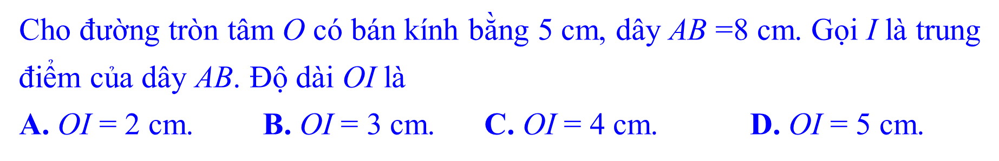 Cho đường tròn tâm O có bán kính bằng 5 cm, dây AB =8 cm. Gọi I là trung
điểm của dây AB. Độ dài OI là
A. OI = 2 cm. B. OI = 3 cm. C. OI = 4 cm. D. OI = 5 cm.